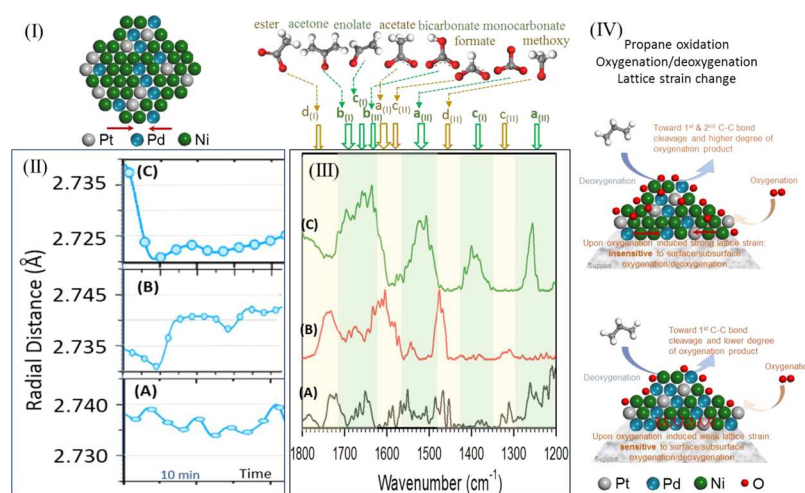 (I)
Pt Pd Ni
ester acetone enolate acetate bicarbonate monocarbonate
formate methoxy
d(I) b(I) c(I) b(II) a(I) c(II) a(II) d(II) c(I) c(III) a(II)
(II)
Radial Distance (Å)
(C)
2.735
2.725
(B)
2.745
2.735
(A)
2.740
2.730
10 min Time
(III)
(C)
(B)
(A)
1800 1700 1600 1500 1400 1300 1200
Wavenumber (cm-1)
(IV)
Propane oxidation
Oxygenation/deoxygenation
Lattice strain change
Toward 1st & 2nd C-C bond
cleavage and higher degree of
oxygenation product
Deoxygenation
Oxygenation
Upon oxygenation induced strong lattice strain:
insensitive to surface/subsurface
oxygenation/deoxygenation
Support
Toward 1st C-C bond
cleavage and lower degree
of oxygenation product
Deoxygenation
Oxygenatio
Upon oxygenation induced weak lattice strain:
sensitive to surface/subsurface
oxygenation/deoxygenation
Support
Pt Pd Ni O